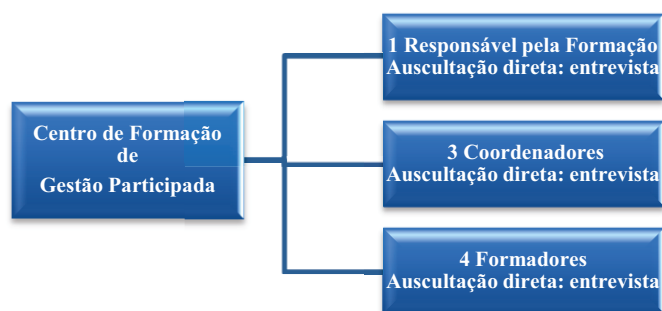 1 Responsável pela Formação
Auscultação direta: entrevista
Centro de Formação
de
Gestão Participada
3 Coordenadores
Auscultação direta: entrevista
4 Formadores
Auscultação direta: entrevista